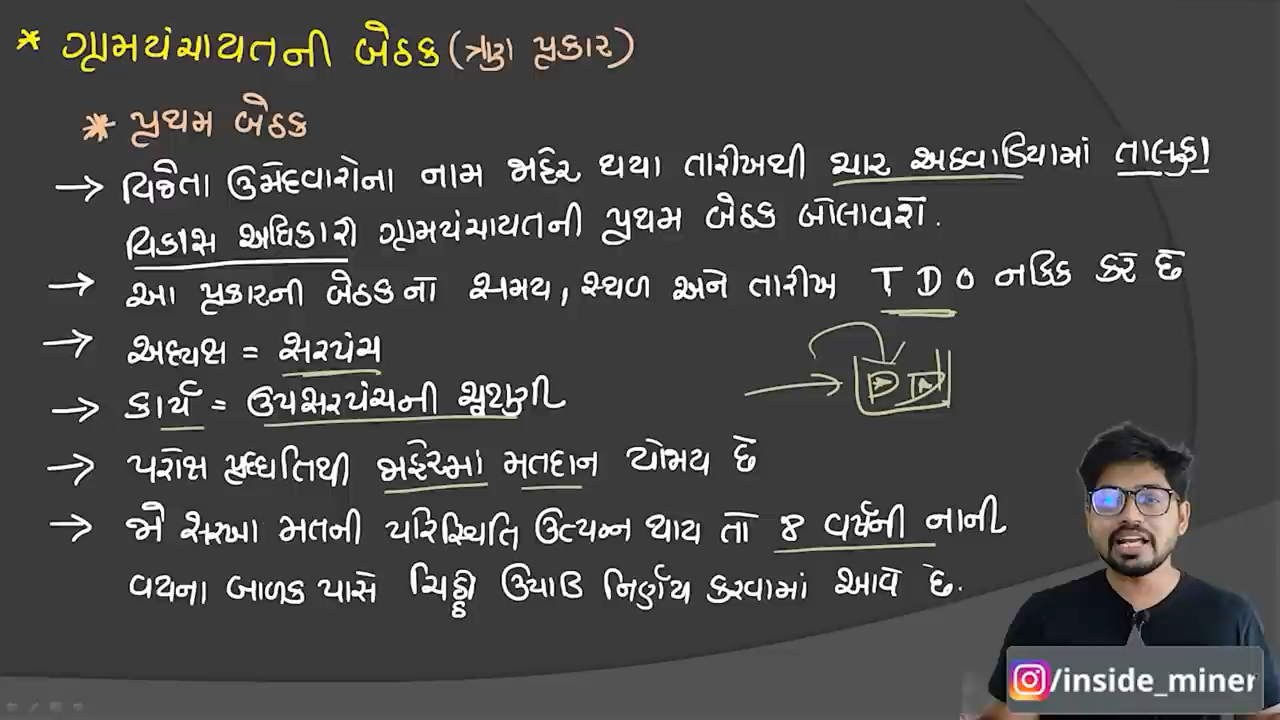 * ગ્રામપંચાયતની બેઠક (ત્રણ પ્રકાર)
* પ્રથમ બેઠક
→ વિજેતા ઉમેદવારોના નામ જાહેર થયા તારીખથી ચાર અઠવાડિયામાં તાલુકા
વિકાસ અધિકારી ગ્રામપંચાયતની પ્રથમ બેઠક બોલાવશે.
→ આ પ્રકારની બેઠકના સમય, સ્થળ અને તારીખ TDO નક્કિ કરે છે
→ અધ્યક્ષ = સરપંચ
→ કાર્ય = ઉપસરપંચની ચૂંટણી
→ પરોક્ષ પ્રધ્ધતિથી જાહેરમાં મતદાન યોજાય છે
→ જો સરખા મતની પરિસ્થિતિ ઉત્પન્ન થાય તો 8 વર્ષની નાની
વયના બાળક પાસે ચિઠ્ઠી ઉપાડ નિર્ણય કરવામાં આવે છે.
/inside_miner